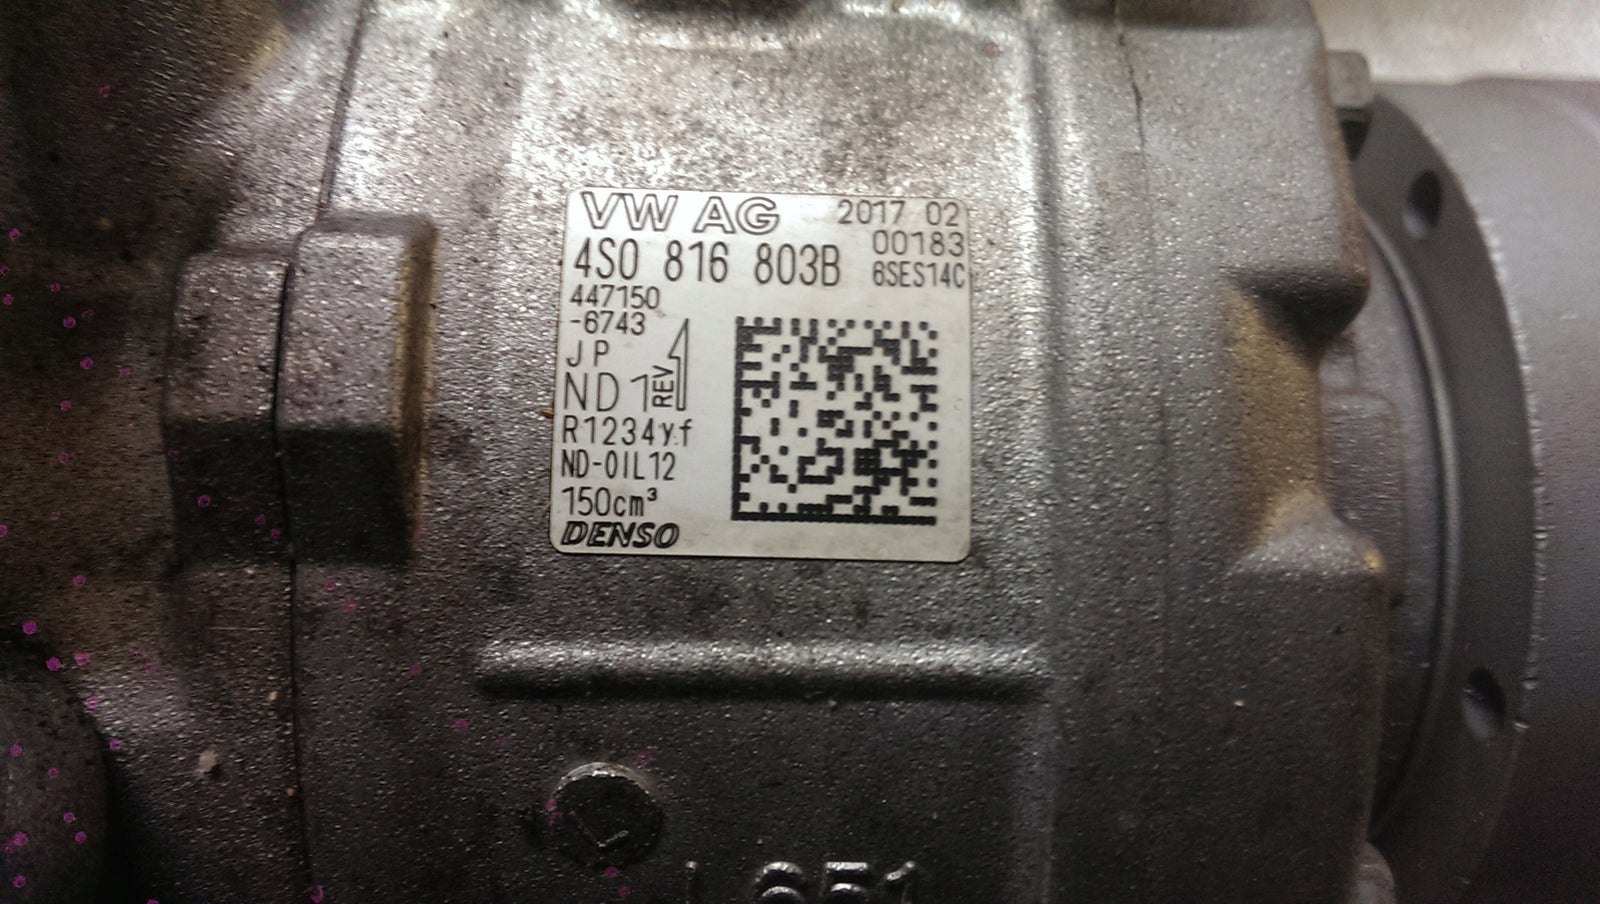 VW AG 2017 02
00183
4S0 816 803B 6SES14C
447150
-6743
JP
ND 1 REV
R1234yf
ND-OIL12
150cm³
DENSO